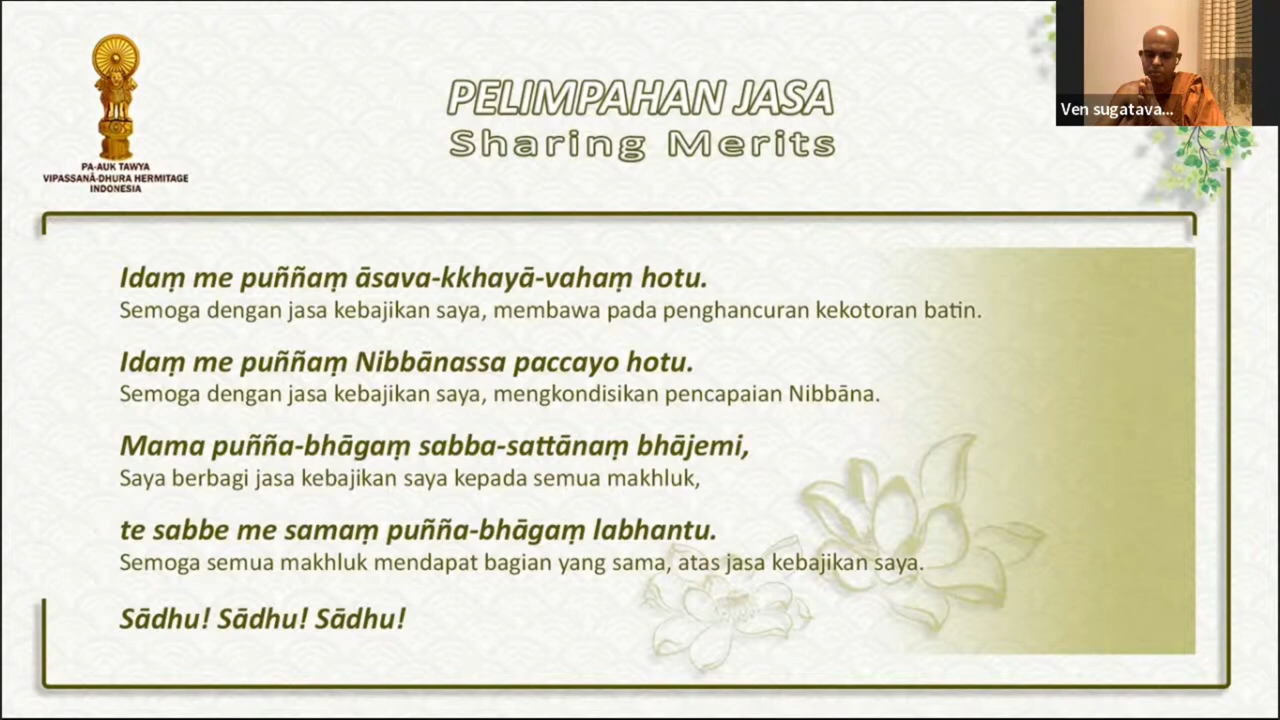 PELIMPAHAN JASA
Sharing Merits
PA-AUK TAWYA
VIPASSANĀ-DHURA HERMITAGE
INDONESIA
Ven sugatava...
Idaṃ me puññaṃ āsava-kkhayā-vahaṃ hotu.
Semoga dengan jasa kebajikan saya, membawa pada penghancuran kekotoran batin.
Idaṃ me puññaṃ Nibbānassa paccayo hotu.
Semoga dengan jasa kebajikan saya, mengkondisikan pencapaian Nibbāna.
Mama puñña-bhāgaṃ sabba-sattānaṃ bhājemi,
Saya berbagi jasa kebajikan saya kepada semua makhluk,
te sabbe me samaṃ puñña-bhāgaṃ labhantu.
Semoga semua makhluk mendapat bagian yang sama, atas jasa kebajikan saya.
Sādhu! Sādhu! Sādhu!